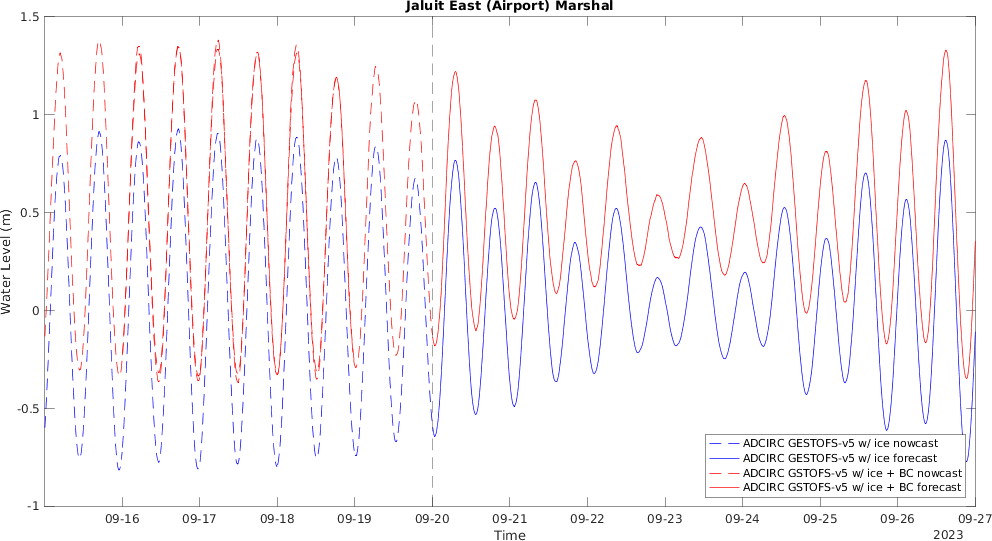 Jaluit East (Airport) Marshal
Water Level (m)
1.5
1
0.5
0
-0.5
-1
ADCIRC GESTOFS-v5 w/ ice nowcast
ADCIRC GESTOFS-v5 w/ ice forecast
ADCIRC GSTOFS-v5 w/ ice + BC nowcast
ADCIRC GSTOFS-v5 w/ ice + BC forecast
09-16 09-17 09-18 09-19 09-20 09-21 09-22 09-23 09-24 09-25 09-26 09-27
Time
2023